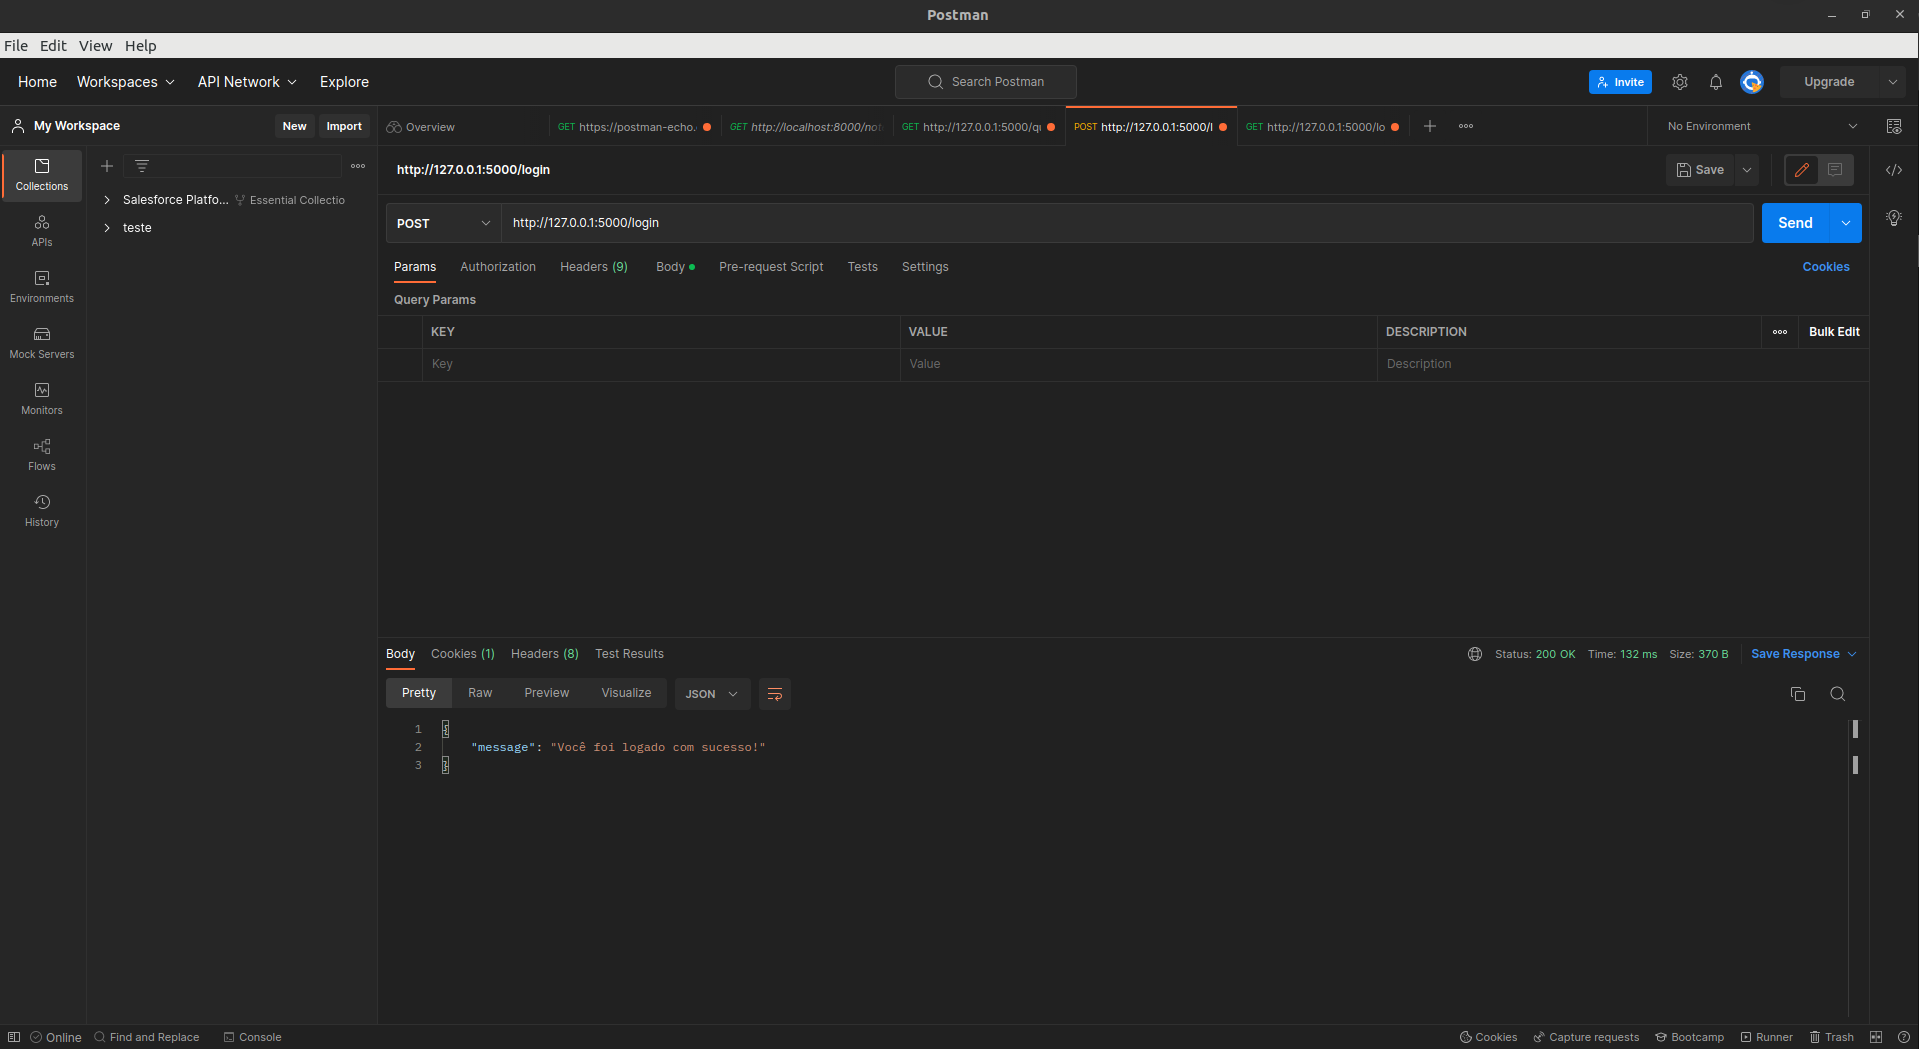 Postman
File Edit View Help
Home Workspaces API Network Explore Search Postman Invite Upgrade
My Workspace New Import Overview GET https://postman-echo. GET http://localhost:8000/not GET http://127.0.0.1:5000/qu POST http://127.0.0.1:5000/l GET http://127.0.0.1:5000/lo No Environment
Collections
APIs
Environments
Mock Servers
Monitors
Flows
History
Salesforce Platfo... Essential Collectio
teste
http://127.0.0.1:5000/login Save
POST http://127.0.0.1:5000/login Send
Params Authorization Headers (9) Body Pre-request Script Tests Settings Cookies
Query Params
KEY VALUE DESCRIPTION Bulk Edit
Key Value Description
Body Cookies (1) Headers (8) Test Results Status: 200 OK Time: 132 ms Size: 370 B Save Response
Pretty Raw Preview Visualize JSON
1 {
2 "message": "Você foi logado com sucesso!"
3 }
Online Find and Replace Console Cookies Capture requests Bootcamp Runner Trash